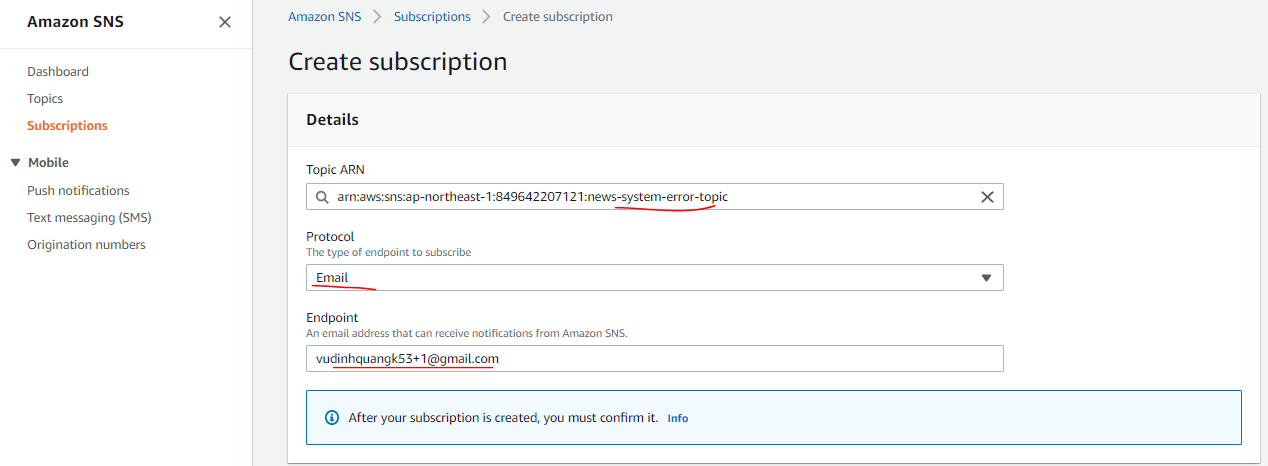 Amazon SNS
Dashboard
Topics
Subscriptions
Mobile
Push notifications
Text messaging (SMS)
Origination numbers
Amazon SNS > Subscriptions > Create subscription
Create subscription
Details
Topic ARN
arn:aws:sns:ap-northeast-1:849642207121:news-system-error-topic
Protocol
The type of endpoint to subscribe
Email
Endpoint
An email address that can receive notifications from Amazon SNS.
vudinhquangk53+1@gmail.com
After your subscription is created, you must confirm it. Info